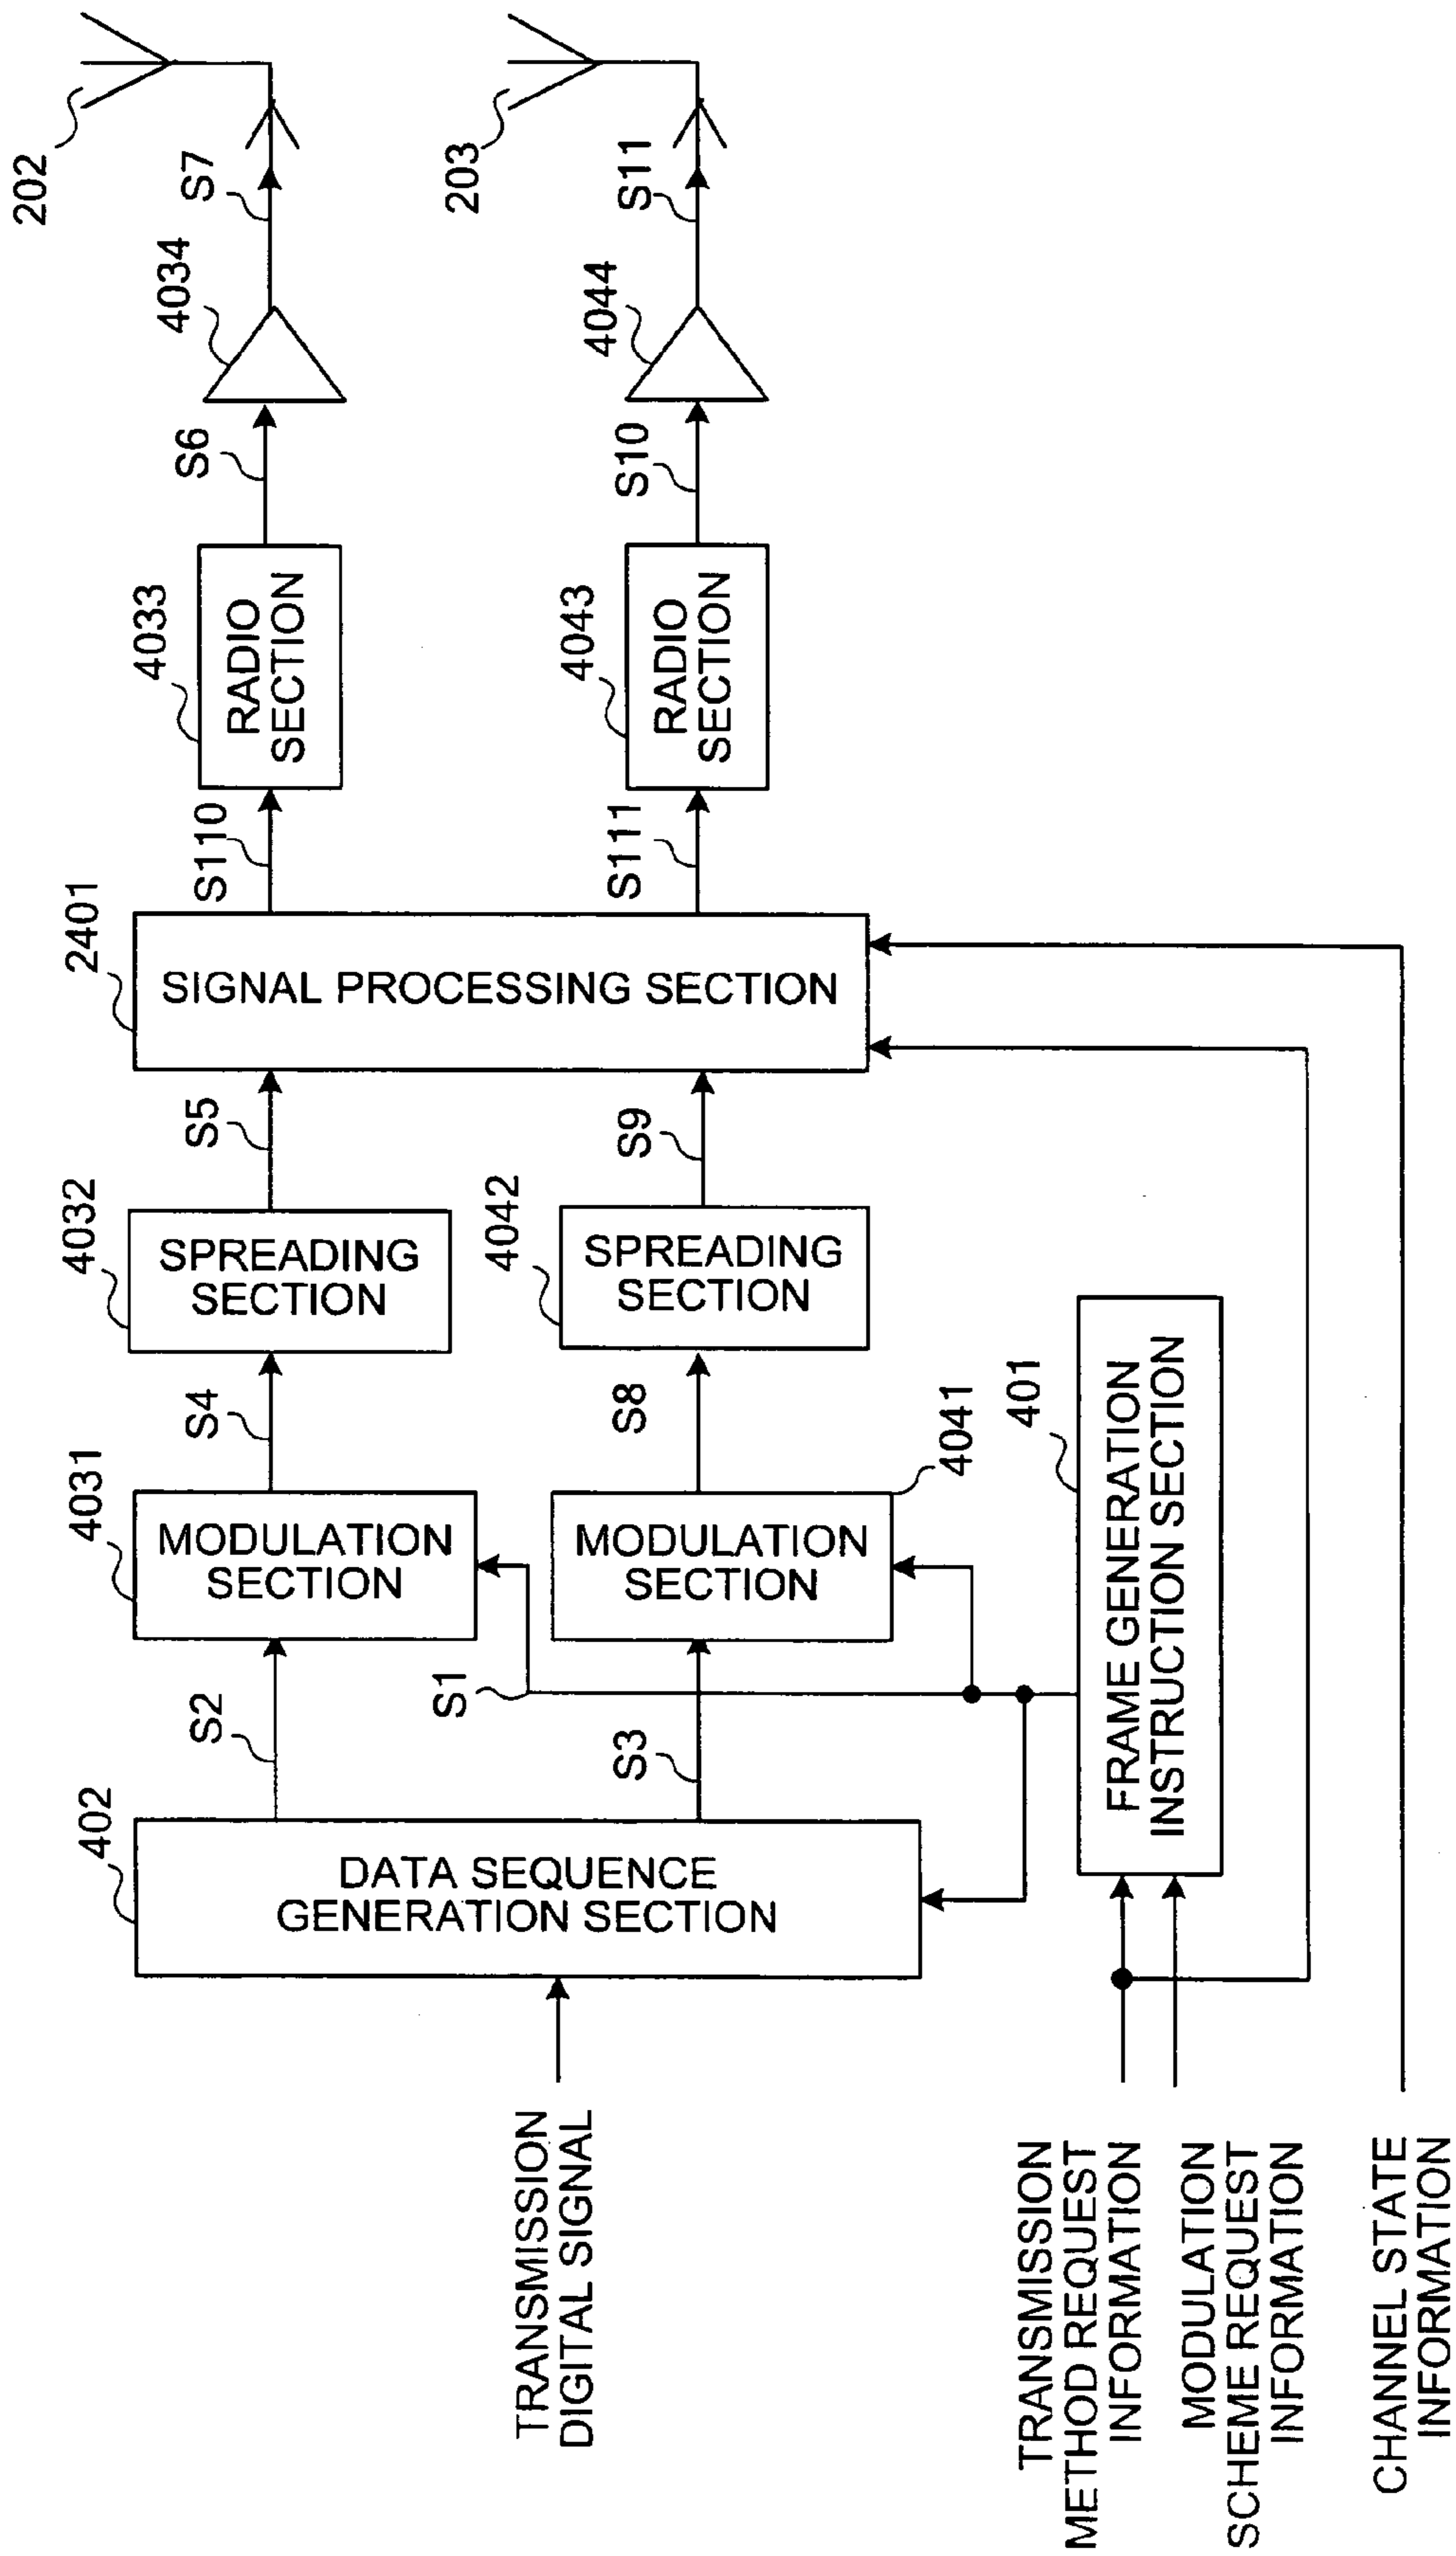 TRANSMISSION
DIGITAL SIGNAL
402
DATA SEQUENCE
GENERATION SECTION
S2
S3
S1
4031
MODULATION
SECTION
MODULATION
SECTION
4041
S4
S8
4032
SPREADING
SECTION
4042
SPREADING
SECTION
S5
S9
2401
SIGNAL PROCESSING SECTION
S110
S111
4033
RADIO
SECTION
4043
RADIO
SECTION
S6
S10
4034
4044
S7
S11
202
203
TRANSMISSION
METHOD REQUEST
INFORMATION
MODULATION
SCHEME REQUEST
INFORMATION
401
FRAME GENERATION
INSTRUCTION SECTION
CHANNEL STATE
INFORMATION